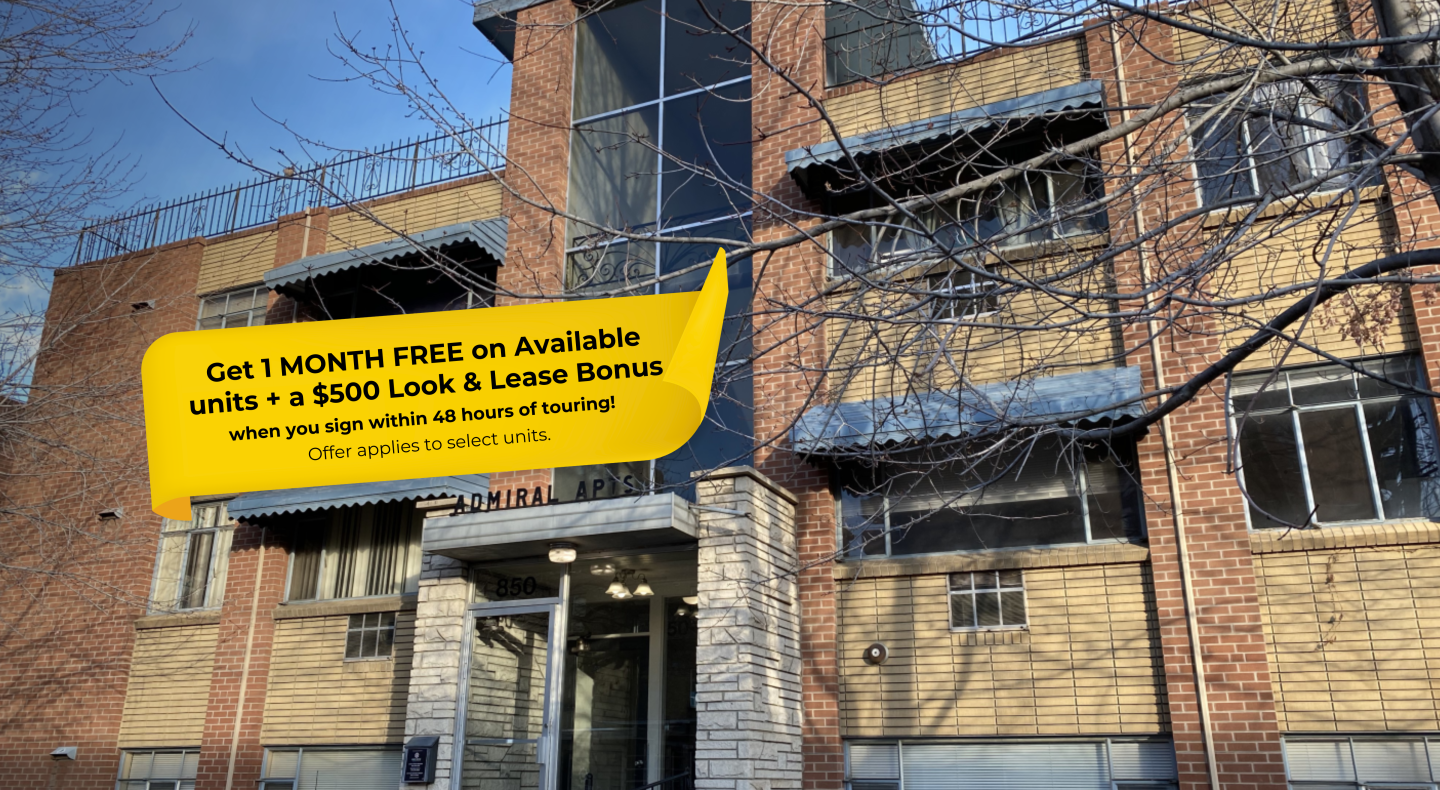 Get 1 MONTH FREE on Available
units + a $500 Look & Lease Bonus
when you sign within 48 hours of touring!
Offer applies to select units.
ADMIRAL APTS
850